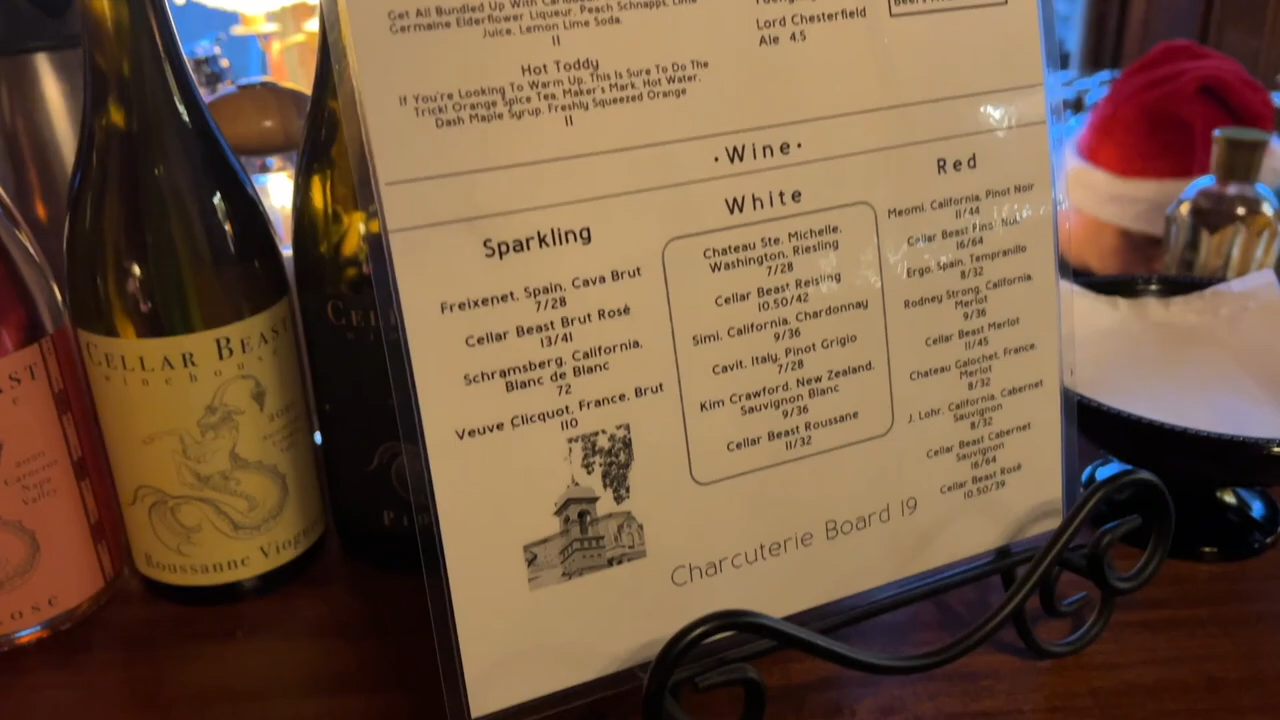 Get All Bundled Up With
Germaine Elderflower Liqueur, Peach Schnapps, Lime
Juice, Lemon Lime Soda.
11
Hot Toddy
If You're Looking To Warm Up, This Is Sure To Do The
Trick! Orange Spice Tea, Maker's Mark, Hot Water,
Dash Maple Syrup, Freshly Squeezed Orange
11
Lord Chesterfield
Ale 4.5
·Wine·
Sparkling
Freixenet, Spain, Cava Brut
7/28
Cellar Beast Brut Rosé
13/41
Schramsberg, California,
Blanc de Blanc
72
Veuve Clicquot, France, Brut
110
White
Chateau Ste. Michelle,
Washington, Riesling
7/28
Cellar Beast Reisling
10.50/42
Simi, California, Chardonnay
9/36
Cavit, Italy, Pinot Grigio
7/28
Kim Crawford, New Zealand,
Sauvignon Blanc
9/36
Cellar Beast Roussane
11/32
Red
Meomi, California, Pinot Noir
11/44
Cellar Beast Pinot Noir
16/64
Ergo, Spain, Tempranillo
8/32
Rodney Strong, California,
Merlot
9/36
Cellar Beast Merlot
11/45
Chateau Galochet, France,
Merlot
8/32
J. Lohr, California, Cabernet
Sauvignon
8/32
Cellar Beast Cabernet
Sauvignon
16/64
Cellar Beast Rosé
10.50/39
Charcuterie Board 19
CELLAR BEAST
winehouse
Roussanne
2020
Carneros
Napa
Valley